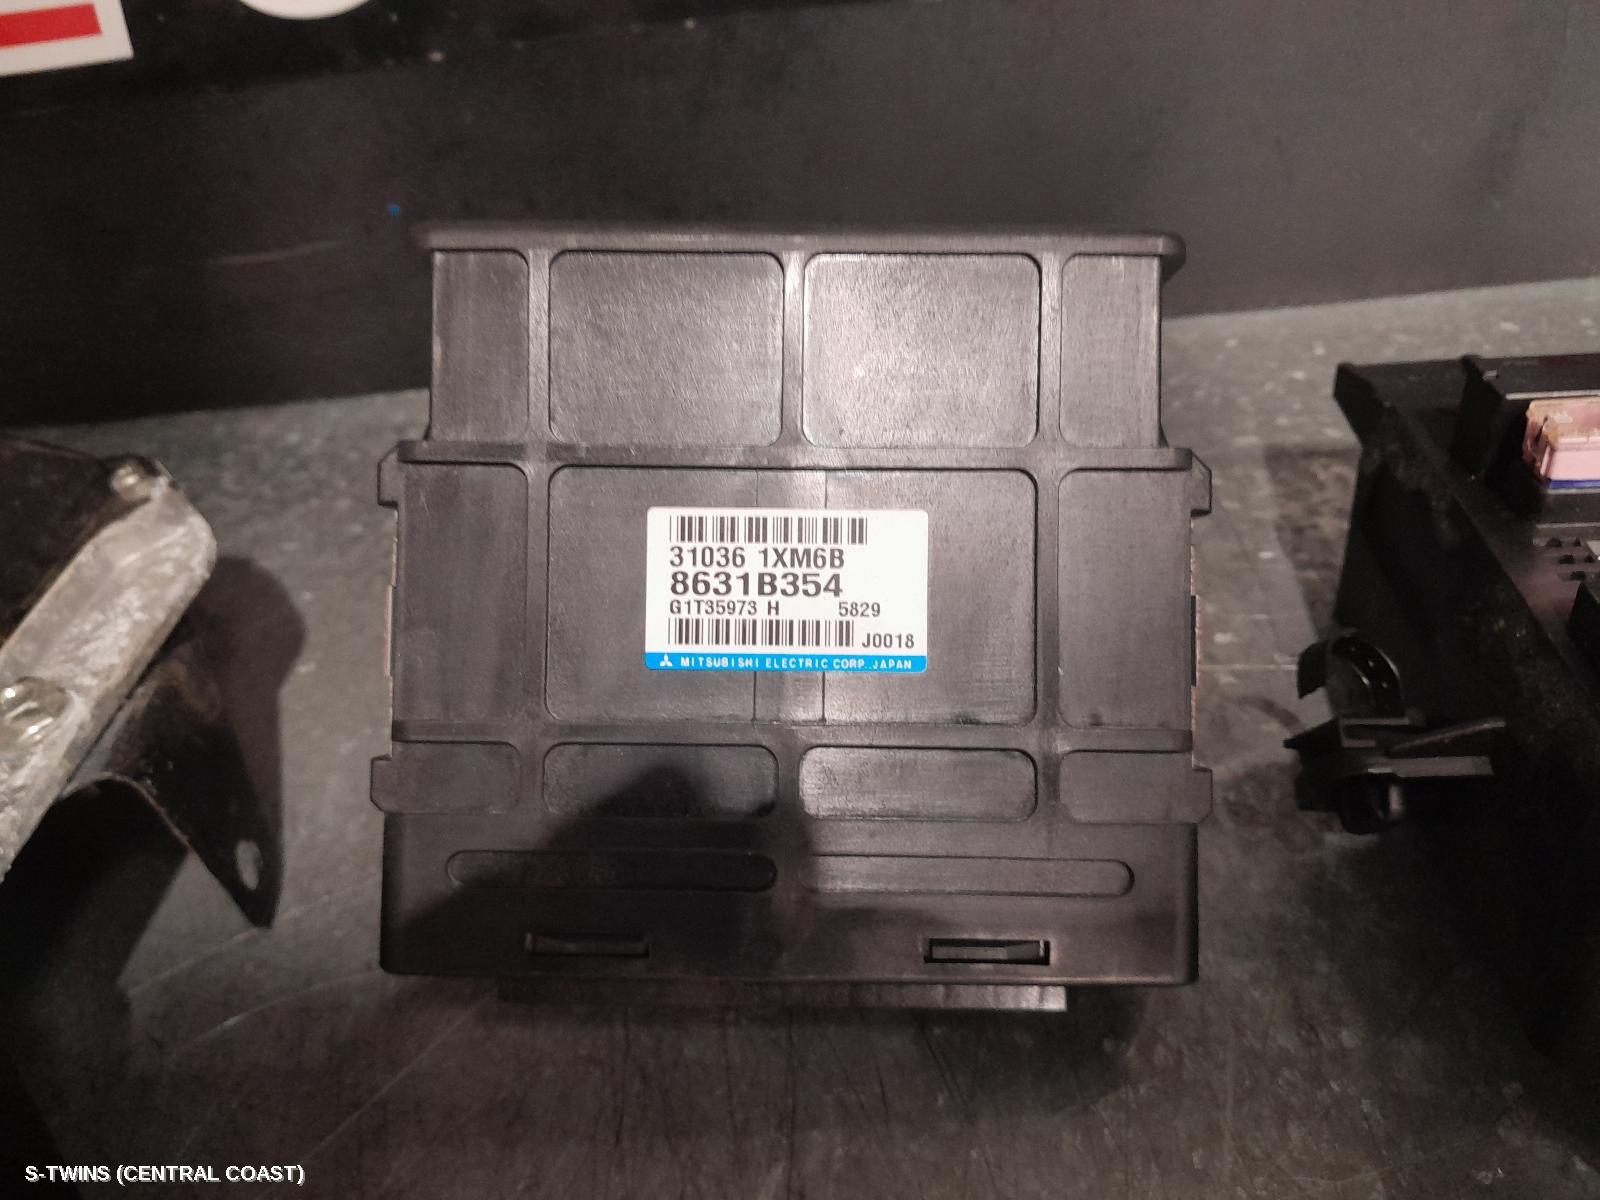 31036 1XM6B
8631B354
G1T35973 H 5829
J0018
MITSUBISHI ELECTRIC CORP. JAPAN
S-TWINS (CENTRAL COAST)